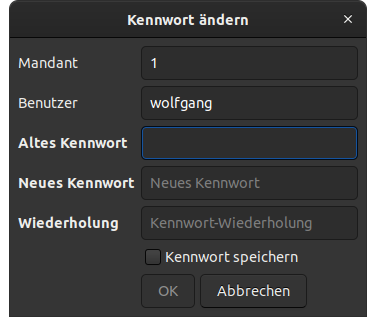 Kennwort ändern ×
Mandant 1
Benutzer wolfgang
Altes Kennwort
Neues Kennwort Neues Kennwort
Wiederholung Kennwort-Wiederholung
Kennwort speichern
OK Abbrechen